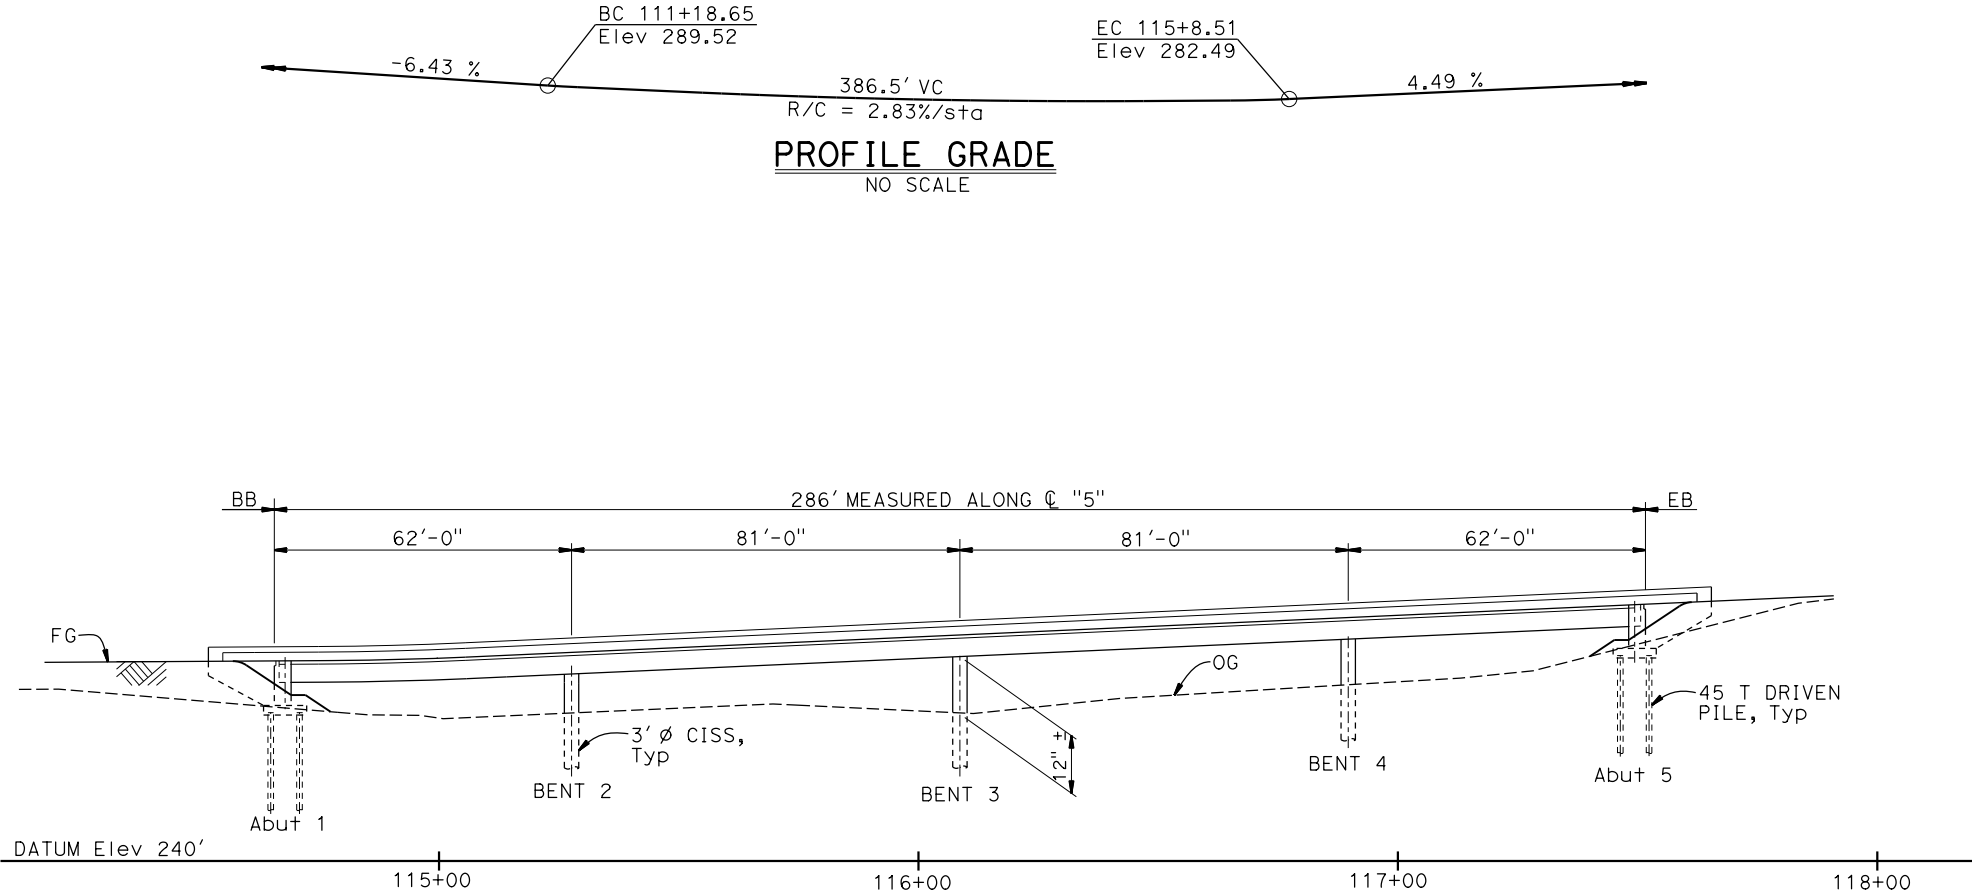 BC 111+18.65
Elev 289.52
EC 115+8.51
Elev 282.49
-6.43 %
386.5' VC
4.49 %
R/C = 2.83%/sta
PROFILE GRADE
NO SCALE
BB
286' MEASURED ALONG ℄ "5"
EB
62'-0"
81'-0"
81'-0"
62'-0"
FG
OG
45 T DRIVEN
PILE, Typ
3' ø CISS,
Typ
12" ±
BENT 2
BENT 3
BENT 4
Abut 5
Abut 1
DATUM Elev 240'
115+00
116+00
117+00
118+00